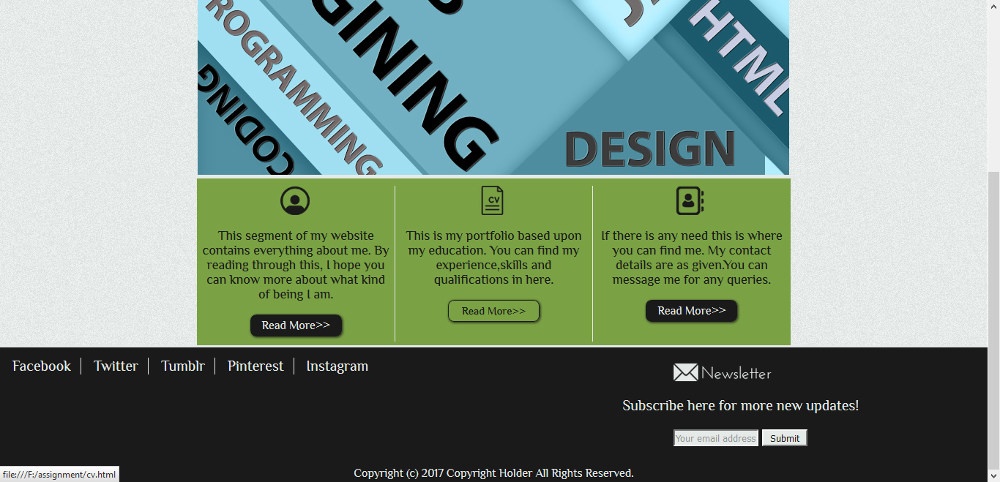 GINING
PROGRAMMING
CODING
HTML
DESIGN
CV
This segment of my website
contains everything about me. By
reading through this, I hope you
can know more about what kind
of being I am.
Read More>>
This is my portfolio based upon
my education. You can find my
experience,skills and
qualifications in here.
Read More>>
If there is any need this is where
you can find me. My contact
details are as given.You can
message me for any queries.
Read More>>
Facebook
Twitter
Tumblr
Pinterest
Instagram
Newsletter
Subscribe here for more new updates!
Your email address
Submit
Copyright (c) 2017 Copyright Holder All Rights Reserved.
file:///F:/assignment/cv.html